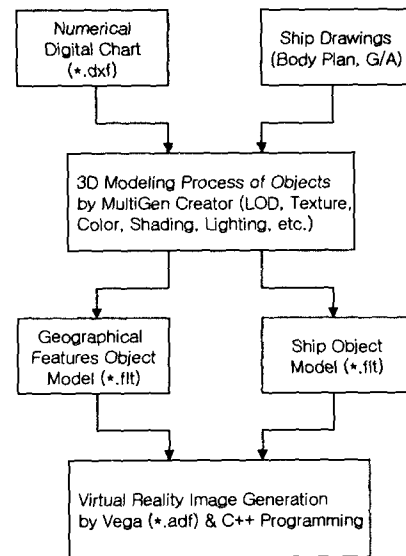 Numerical
Digital Chart
(*.dxf)
Ship Drawings
(Body Plan, G/A)
3D Modeling Process of Objects
by MultiGen Creator (LOD, Texture,
Color, Shading, Lighting, etc.)
Geographical
Features Object
Model (*.flt)
Ship Object
Model (*.flt)
Virtual Reality Image Generation
by Vega (*.adf) & C++ Programming